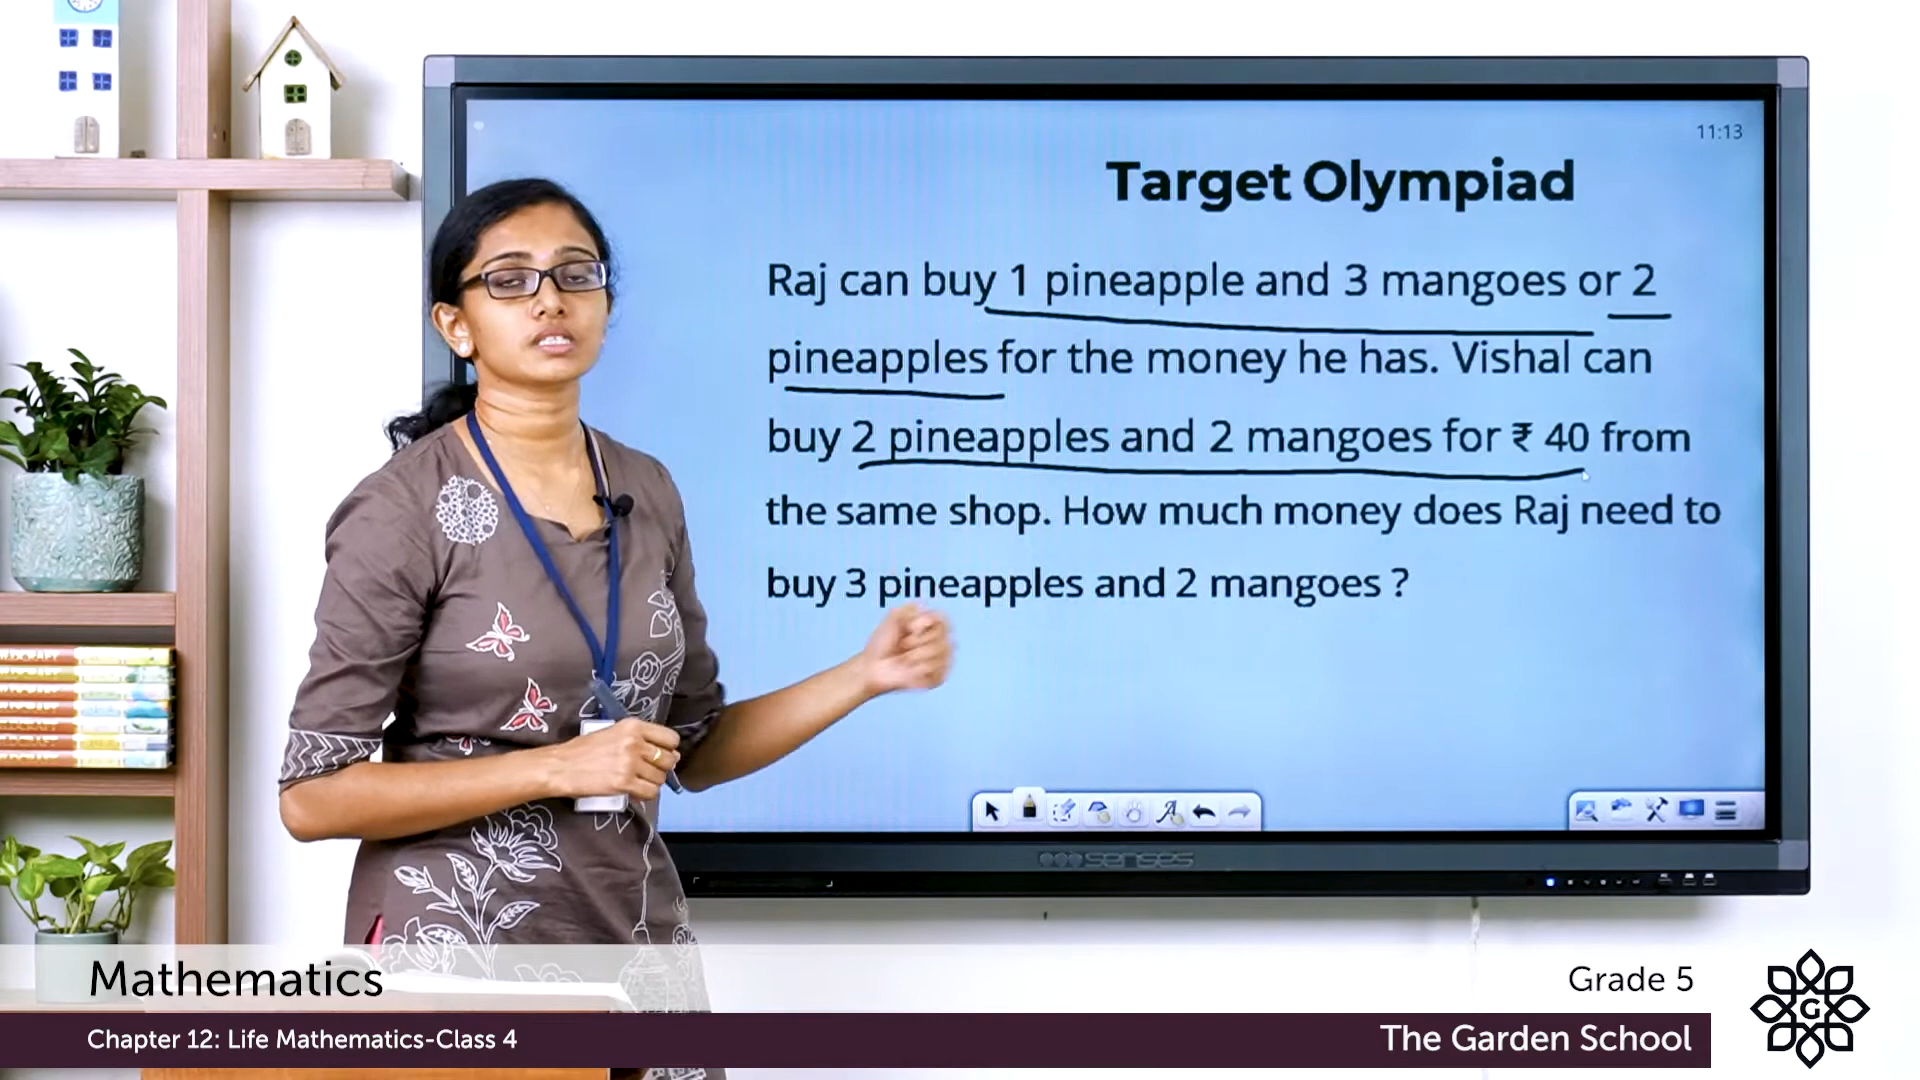 11:13
Target Olympiad
Raj can buy 1 pineapple and 3 mangoes or 2
pineapples for the money he has. Vishal can
buy 2 pineapples and 2 mangoes for ₹ 40 from
the same shop. How much money does Raj need to
buy 3 pineapples and 2 mangoes ?
senses
Mathematics
Grade 5
Chapter 12: Life Mathematics-Class 4
The Garden School
G